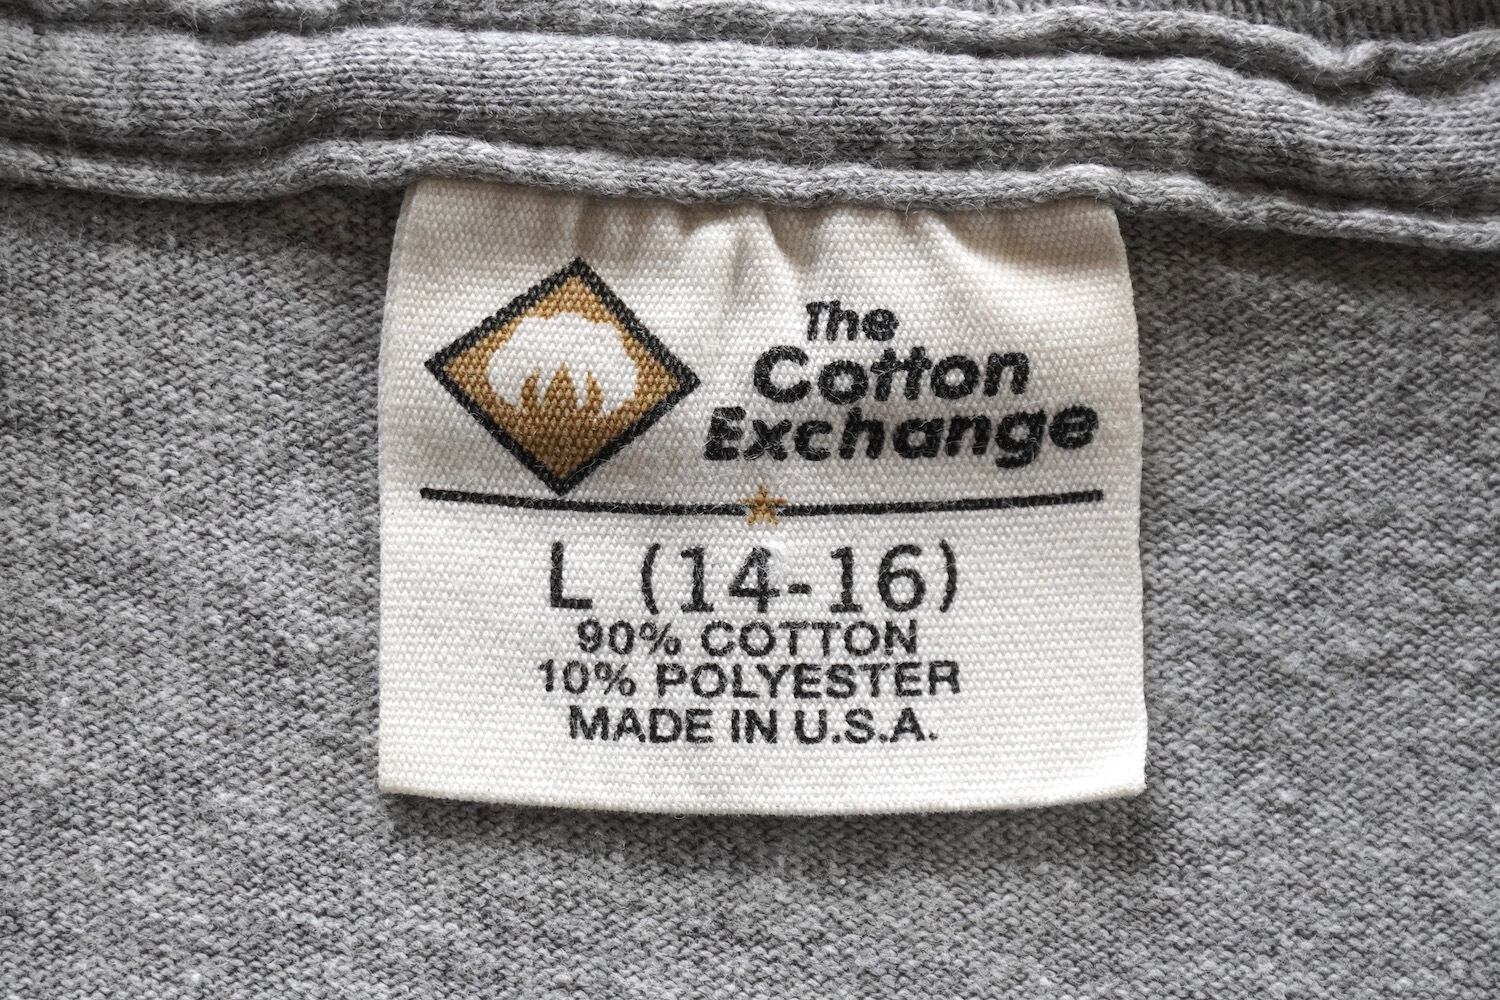 The
Cotton
Exchange
L (14-16)
90% COTTON
10% POLYESTER
MADE IN U.S.A.